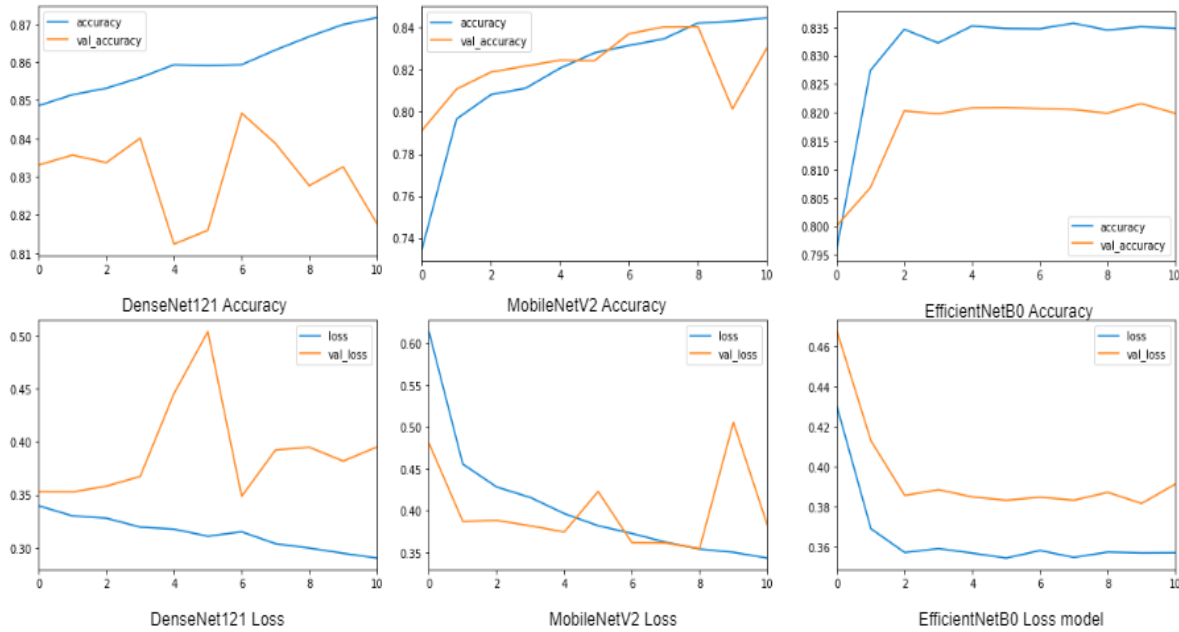 0.87
0.86
0.85
0.84
0.83
0.82
0.81
accuracy
val_accuracy
0 2 4 6 8 10
DenseNet121 Accuracy
0.84
0.82
0.80
0.78
0.76
0.74
accuracy
val_accuracy
0 2 4 6 8 10
MobileNetV2 Accuracy
0.835
0.830
0.825
0.820
0.815
0.810
0.805
0.800
0.795
accuracy
val_accuracy
0 2 4 6 8 10
EfficientNetB0 Accuracy
0.50
0.45
0.40
0.35
0.30
loss
val_loss
0 2 4 6 8 10
DenseNet121 Loss
0.60
0.55
0.50
0.45
0.40
0.35
loss
val_loss
0 2 4 6 8 10
MobileNetV2 Loss
0.46
0.44
0.42
0.40
0.38
0.36
loss
val_loss
0 2 4 6 8 10
EfficientNetB0 Loss model